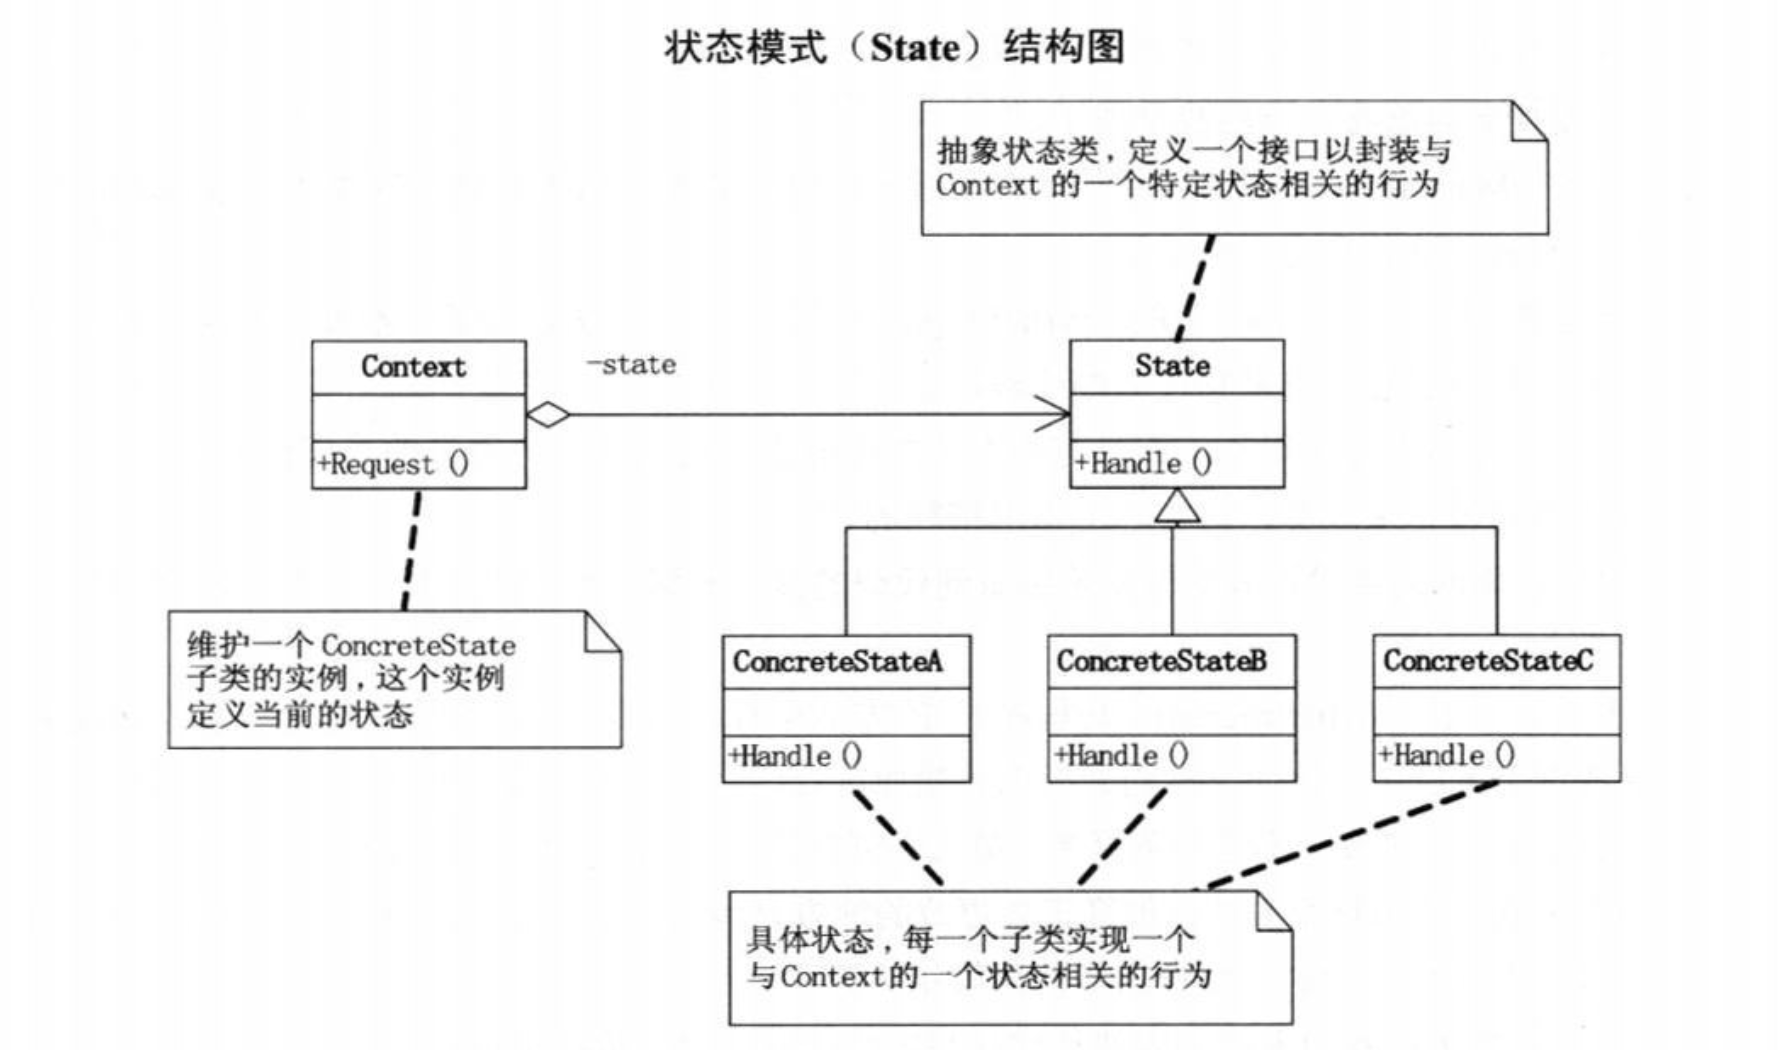 状态模式（State）结构图
抽象状态类，定义一个接口以封装与
Context 的一个特定状态相关的行为
Context
-state
State
+Request()
+Handle()
维护一个 ConcreteState
子类的实例，这个实例
定义当前的状态
ConcreteStateA
ConcreteStateB
ConcreteStateC
+Handle()
+Handle()
+Handle()
具体状态，每一个子类实现一个
与Context的一个状态相关的行为